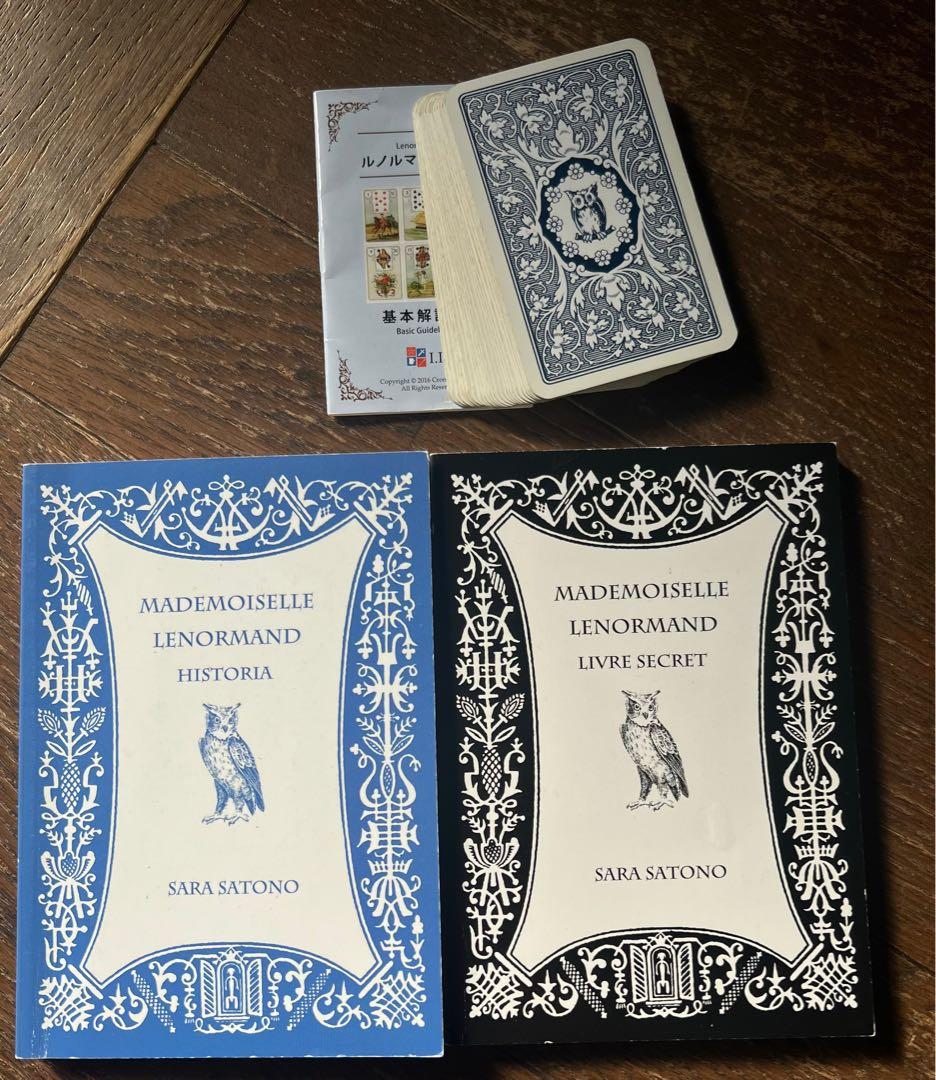 Lenor
ルノルマ
基本解
Basic Guidel
I.I
Copyright © 2016 Cron
All Rights Reser
MADEMOISELLE
LENORMAND
HISTORIA
SARA SATONO
MADEMOISELLE
LENORMAND
LIVRE SECRET
SARA SATONO